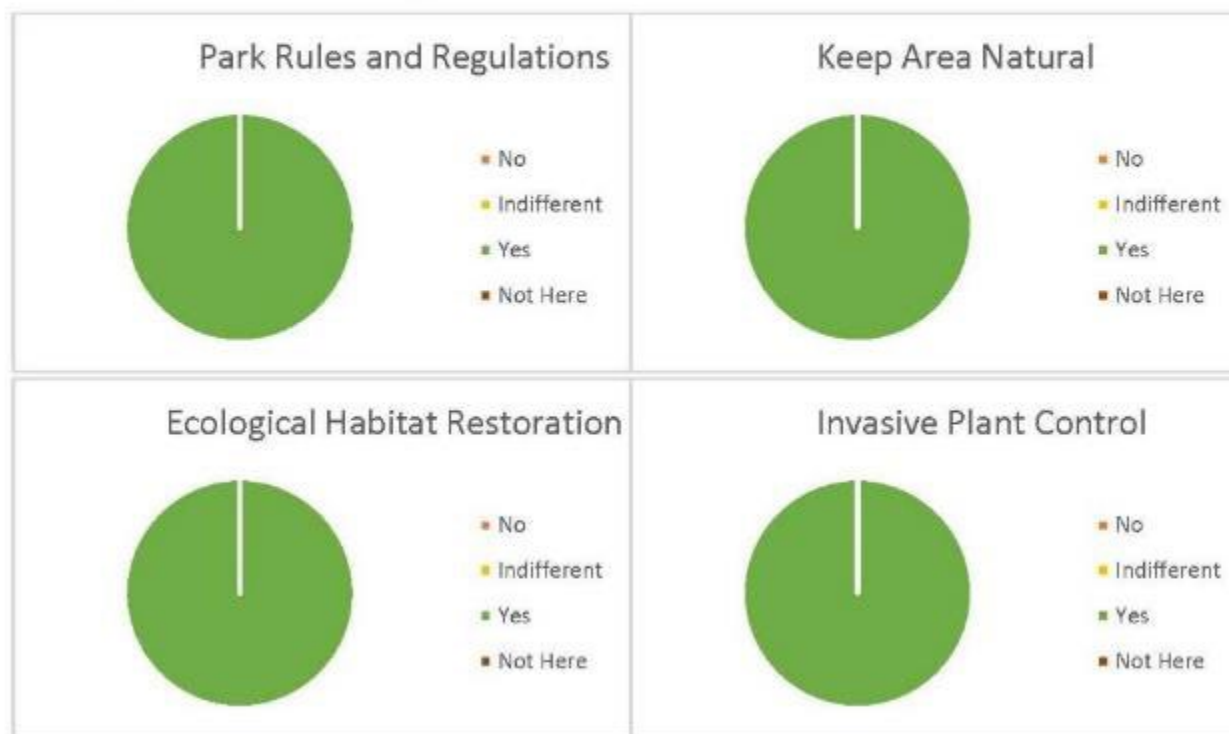 Park Rules and Regulations
No
Indifferent
Yes
Not Here
Keep Area Natural
No
Indifferent
Yes
Not Here
Ecological Habitat Restoration
No
Indifferent
Yes
Not Here
Invasive Plant Control
No
Indifferent
Yes
Not Here